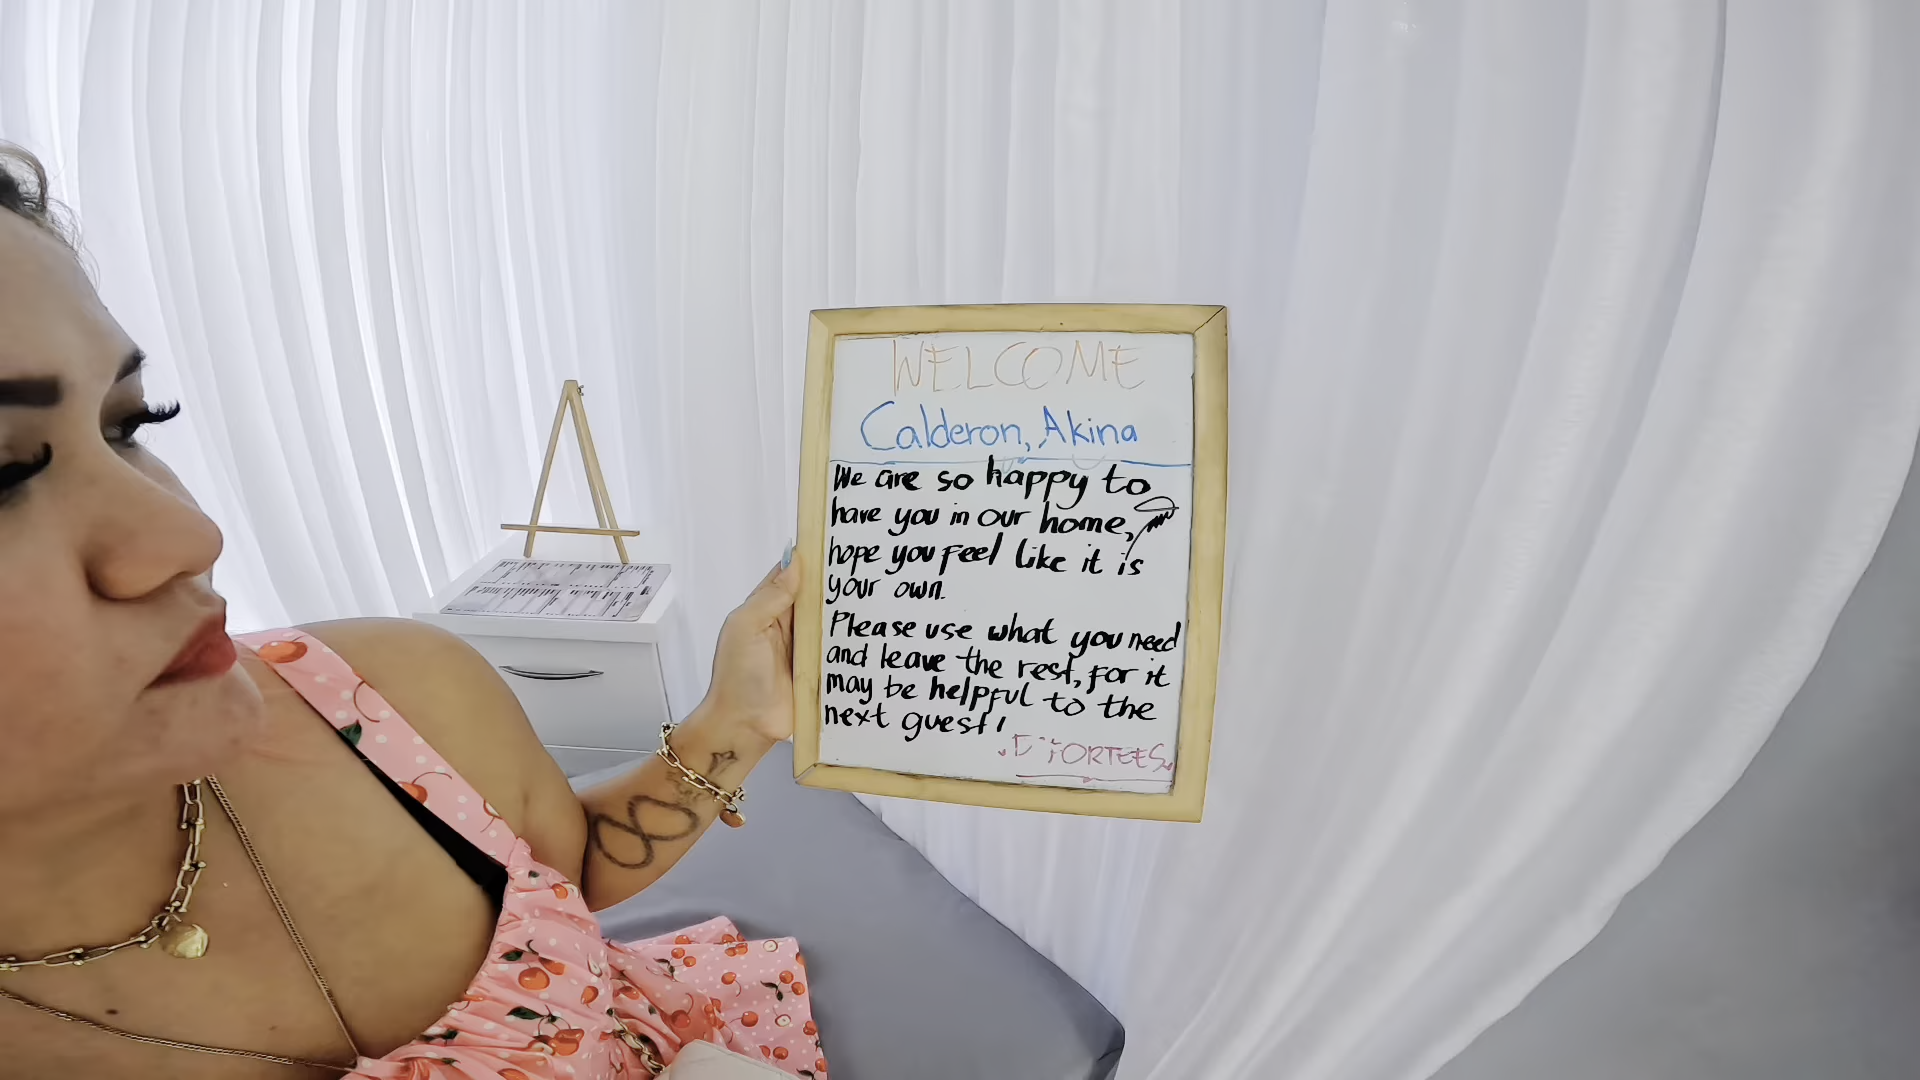 WELCOME
Calderon, Akina
We are so happy to
have you in our home,
hope you feel like it is
your own.
Please use what you need
and leave the rest, for it
may be helpful to the
next guest!
FORTEES